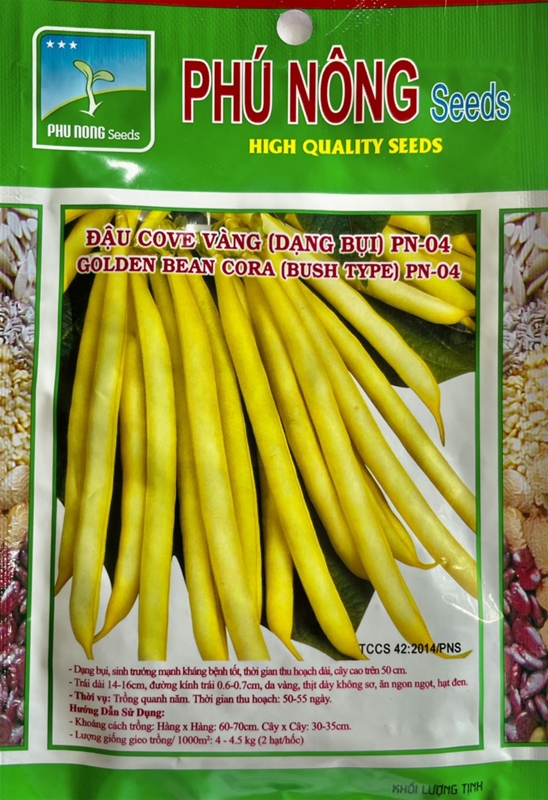 PHU NONG Seeds
PHÚ NÔNG Seeds
HIGH QUALITY SEEDS
ĐẬU COVE VÀNG (DẠNG BỤI) PN-04
GOLDEN BEAN CORA (BUSH TYPE) PN-04
TCCS 42:2014/PNS
- Dạng bụi, sinh trưởng mạnh kháng bệnh tốt, thời gian thu hoạch dài, cây cao trên 50 cm.
- Trái dài 14-16cm, đường kính trái 0.6-0.7cm, da vàng, thịt dày không sơ, ăn ngon ngọt, hạt đen.
- Thời vụ: Trồng quanh năm. Thời gian thu hoạch: 50-55 ngày.
Hướng Dẫn Sử Dụng:
- Khoảng cách trồng: Hàng x Hàng: 60-70cm. Cây x Cây: 30-35cm.
- Lượng giống gieo trồng/ 1000m²: 4 - 4.5 kg (2 hạt/hốc)
KHỐI LƯỢNG TỊNH